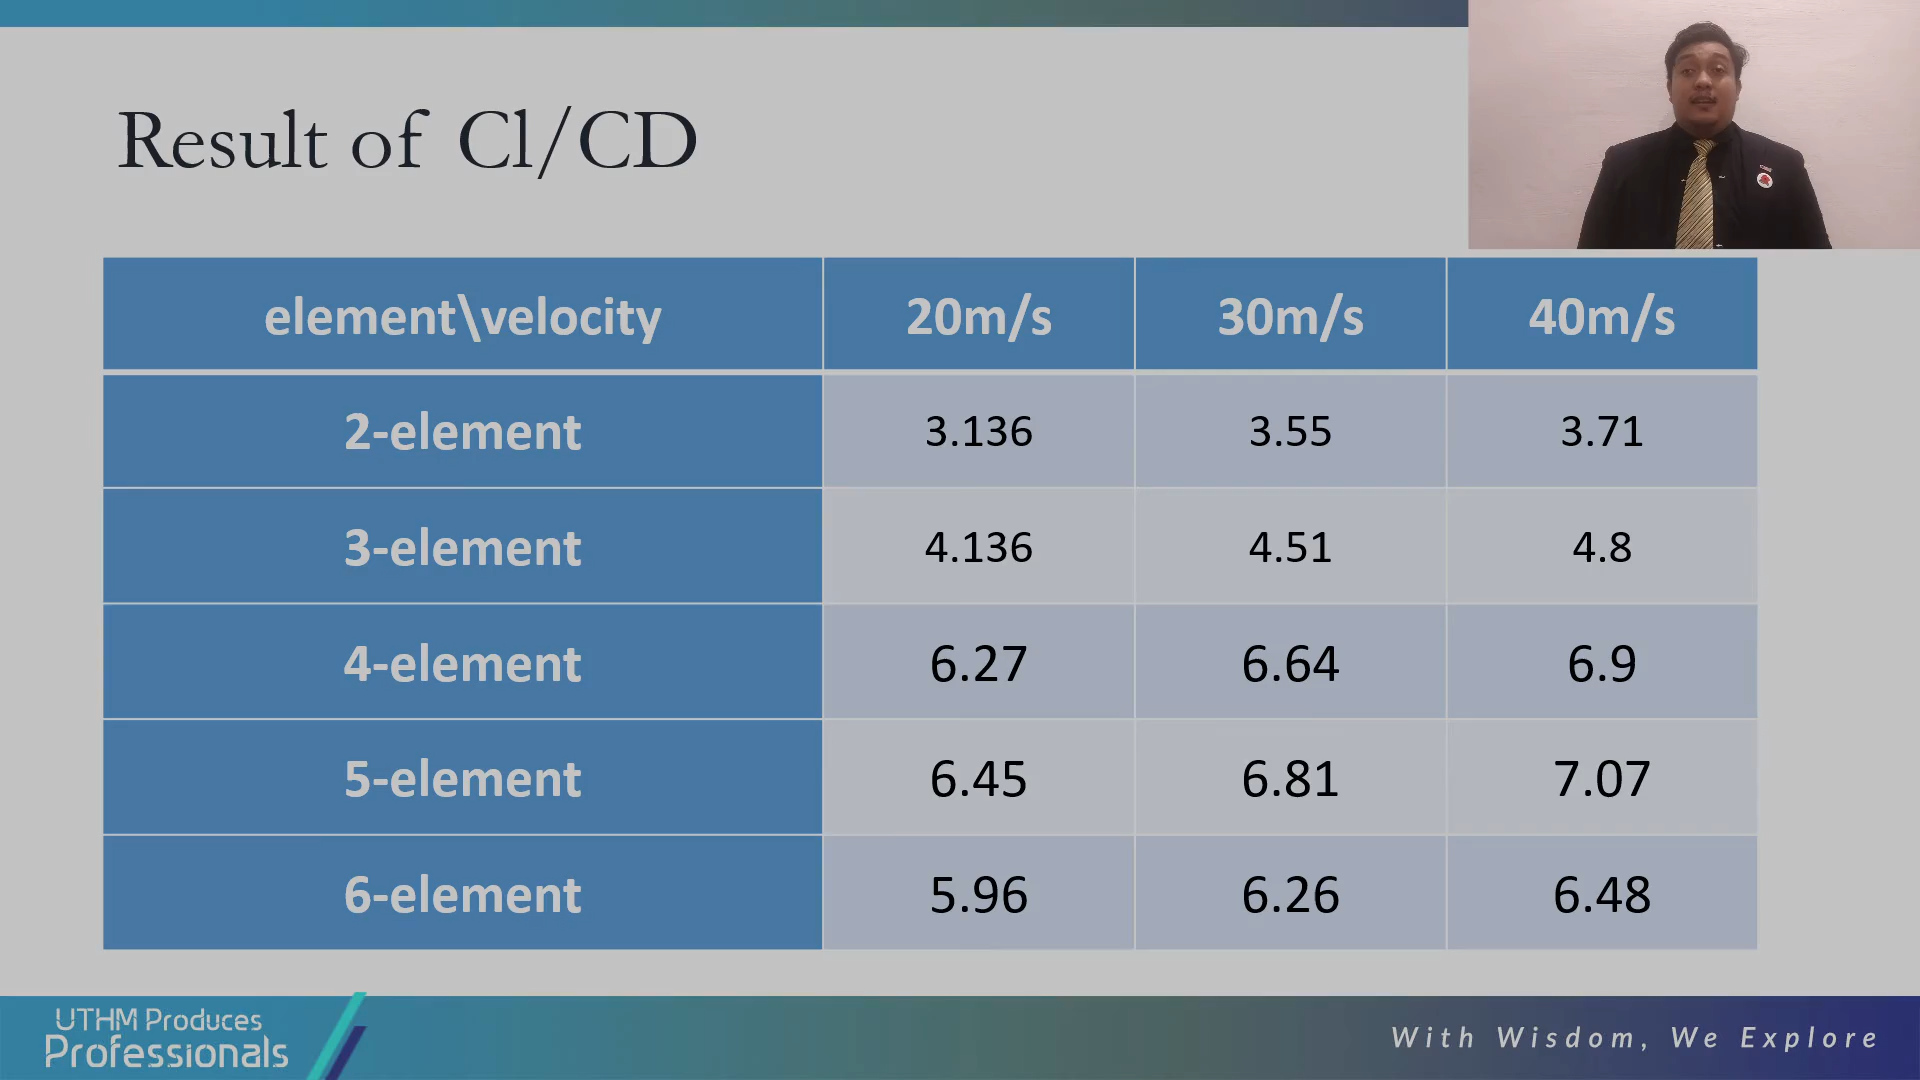 Result of Cl/CD
element\velocity 20m/s 30m/s 40m/s
2-element 3.136 3.55 3.71
3-element 4.136 4.51 4.8
4-element 6.27 6.64 6.9
5-element 6.45 6.81 7.07
6-element 5.96 6.26 6.48
UTHM Produces
Professionals
With Wisdom, We Explore